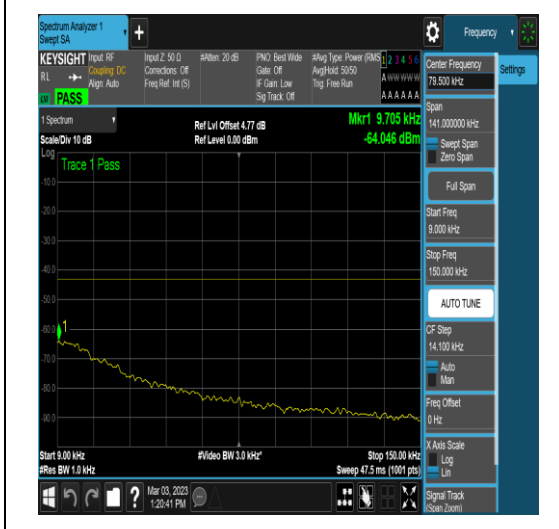 Spectrum Analyzer 1
Swept SA
+
Frequency
KEYSIGHT
Input: RF
Coupling: DC
Align: Auto
Input Z: 50 Ω
Corrections: Off
Freq Ref: Int (S)
#Atten: 20 dB
PNO: Best Wide
Gate: Off
IF Gain: Low
Sig Track: Off
#Avg Type: Power (RMS
Avg|Hold: 50/50
Trig: Free Run
1 2 3 4 5 6
A W W W W W
A A A A A A
RL
PASS
1 Spectrum
Scale/Div 10 dB
Ref Lvl Offset 4.77 dB
Ref Level 0.00 dBm
Mkr1 9.705 kHz
-64.046 dBm
Log
Trace 1 Pass
-10.0
-20.0
-30.0
-40.0
-50.0
-60.0
-70.0
-80.0
-90.0
1
Start 9.00 kHz
#Res BW 1.0 kHz
#Video BW 3.0 kHz*
Stop 150.00 kHz
Sweep 47.5 ms (1001 pts)
Mar 03, 2023
1:20:41 PM
?
Center Frequency
79.500 kHz
Settings
Span
141.000000 kHz
Swept Span
Zero Span
Full Span
Start Freq
9.000 kHz
Stop Freq
150.000 kHz
AUTO TUNE
CF Step
14.100 kHz
Auto
Man
Freq Offset
0 Hz
X Axis Scale
Log
Lin
Signal Track
(Span Zoom)